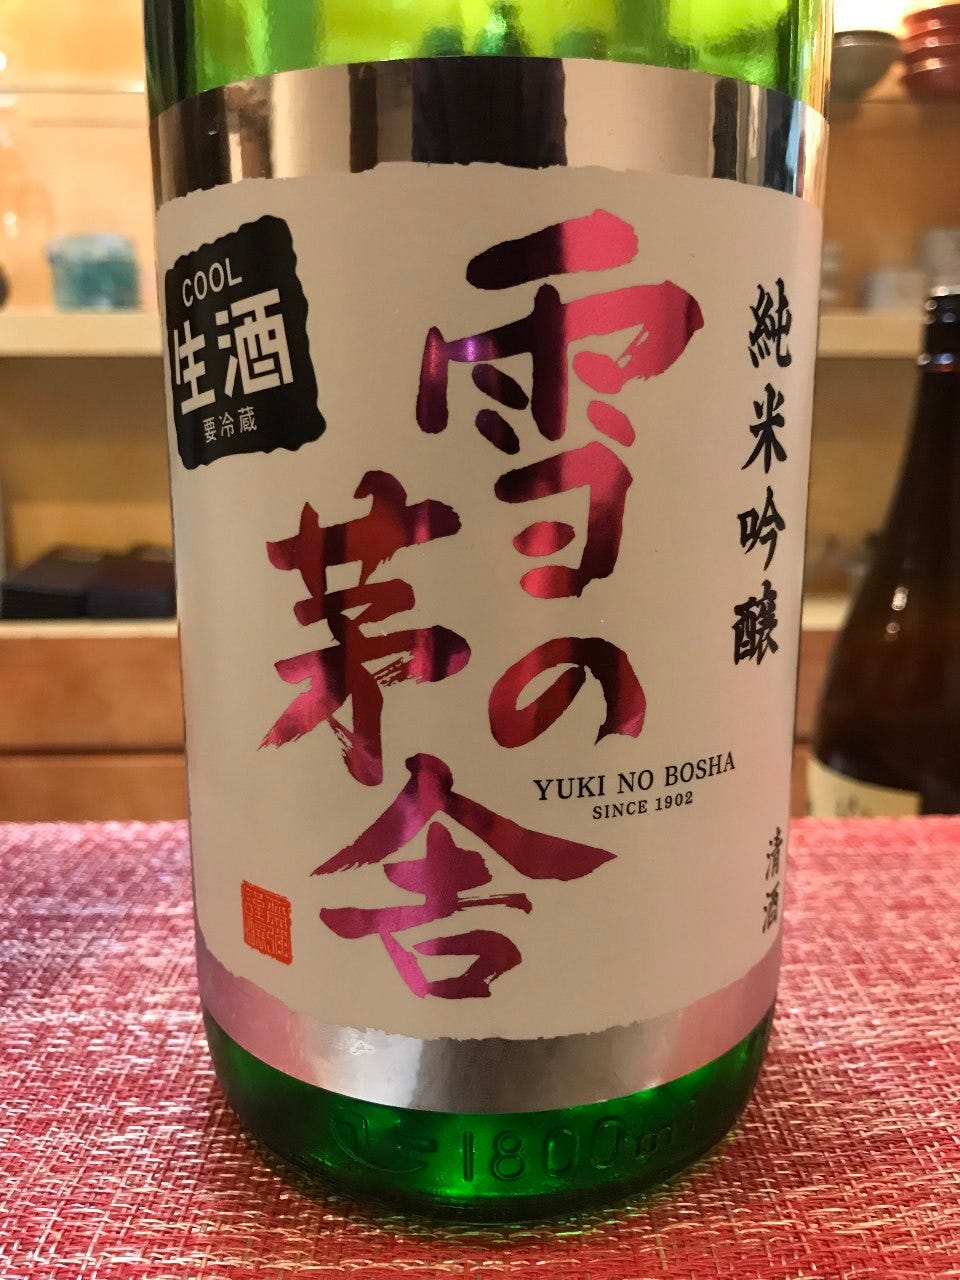 COOL
生酒
要冷蔵
雪の
茅舎
純米吟醸
YUKI NO BOSHA
SINCE 1902
清酒
1800ml